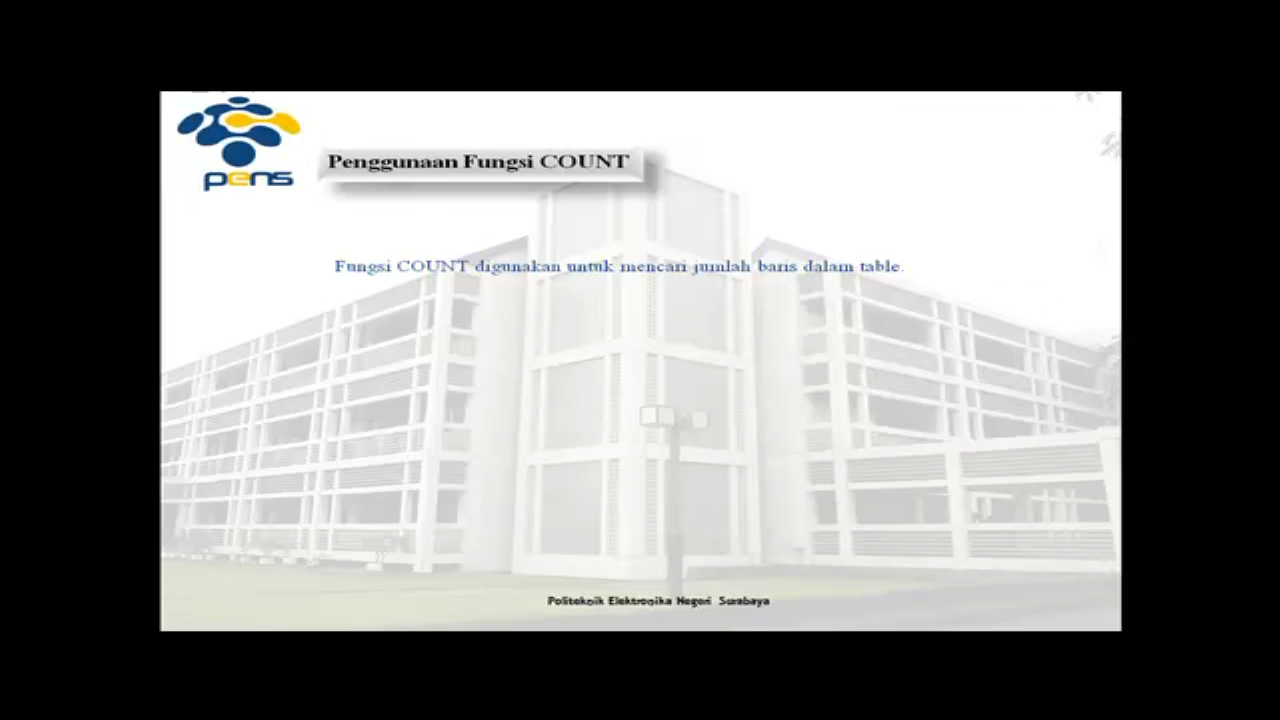 pens
Penggunaan Fungsi COUNT
Fungsi COUNT digunakan untuk mencari jumlah baris dalam table.
Politeknik Elektronika Negeri Surabaya